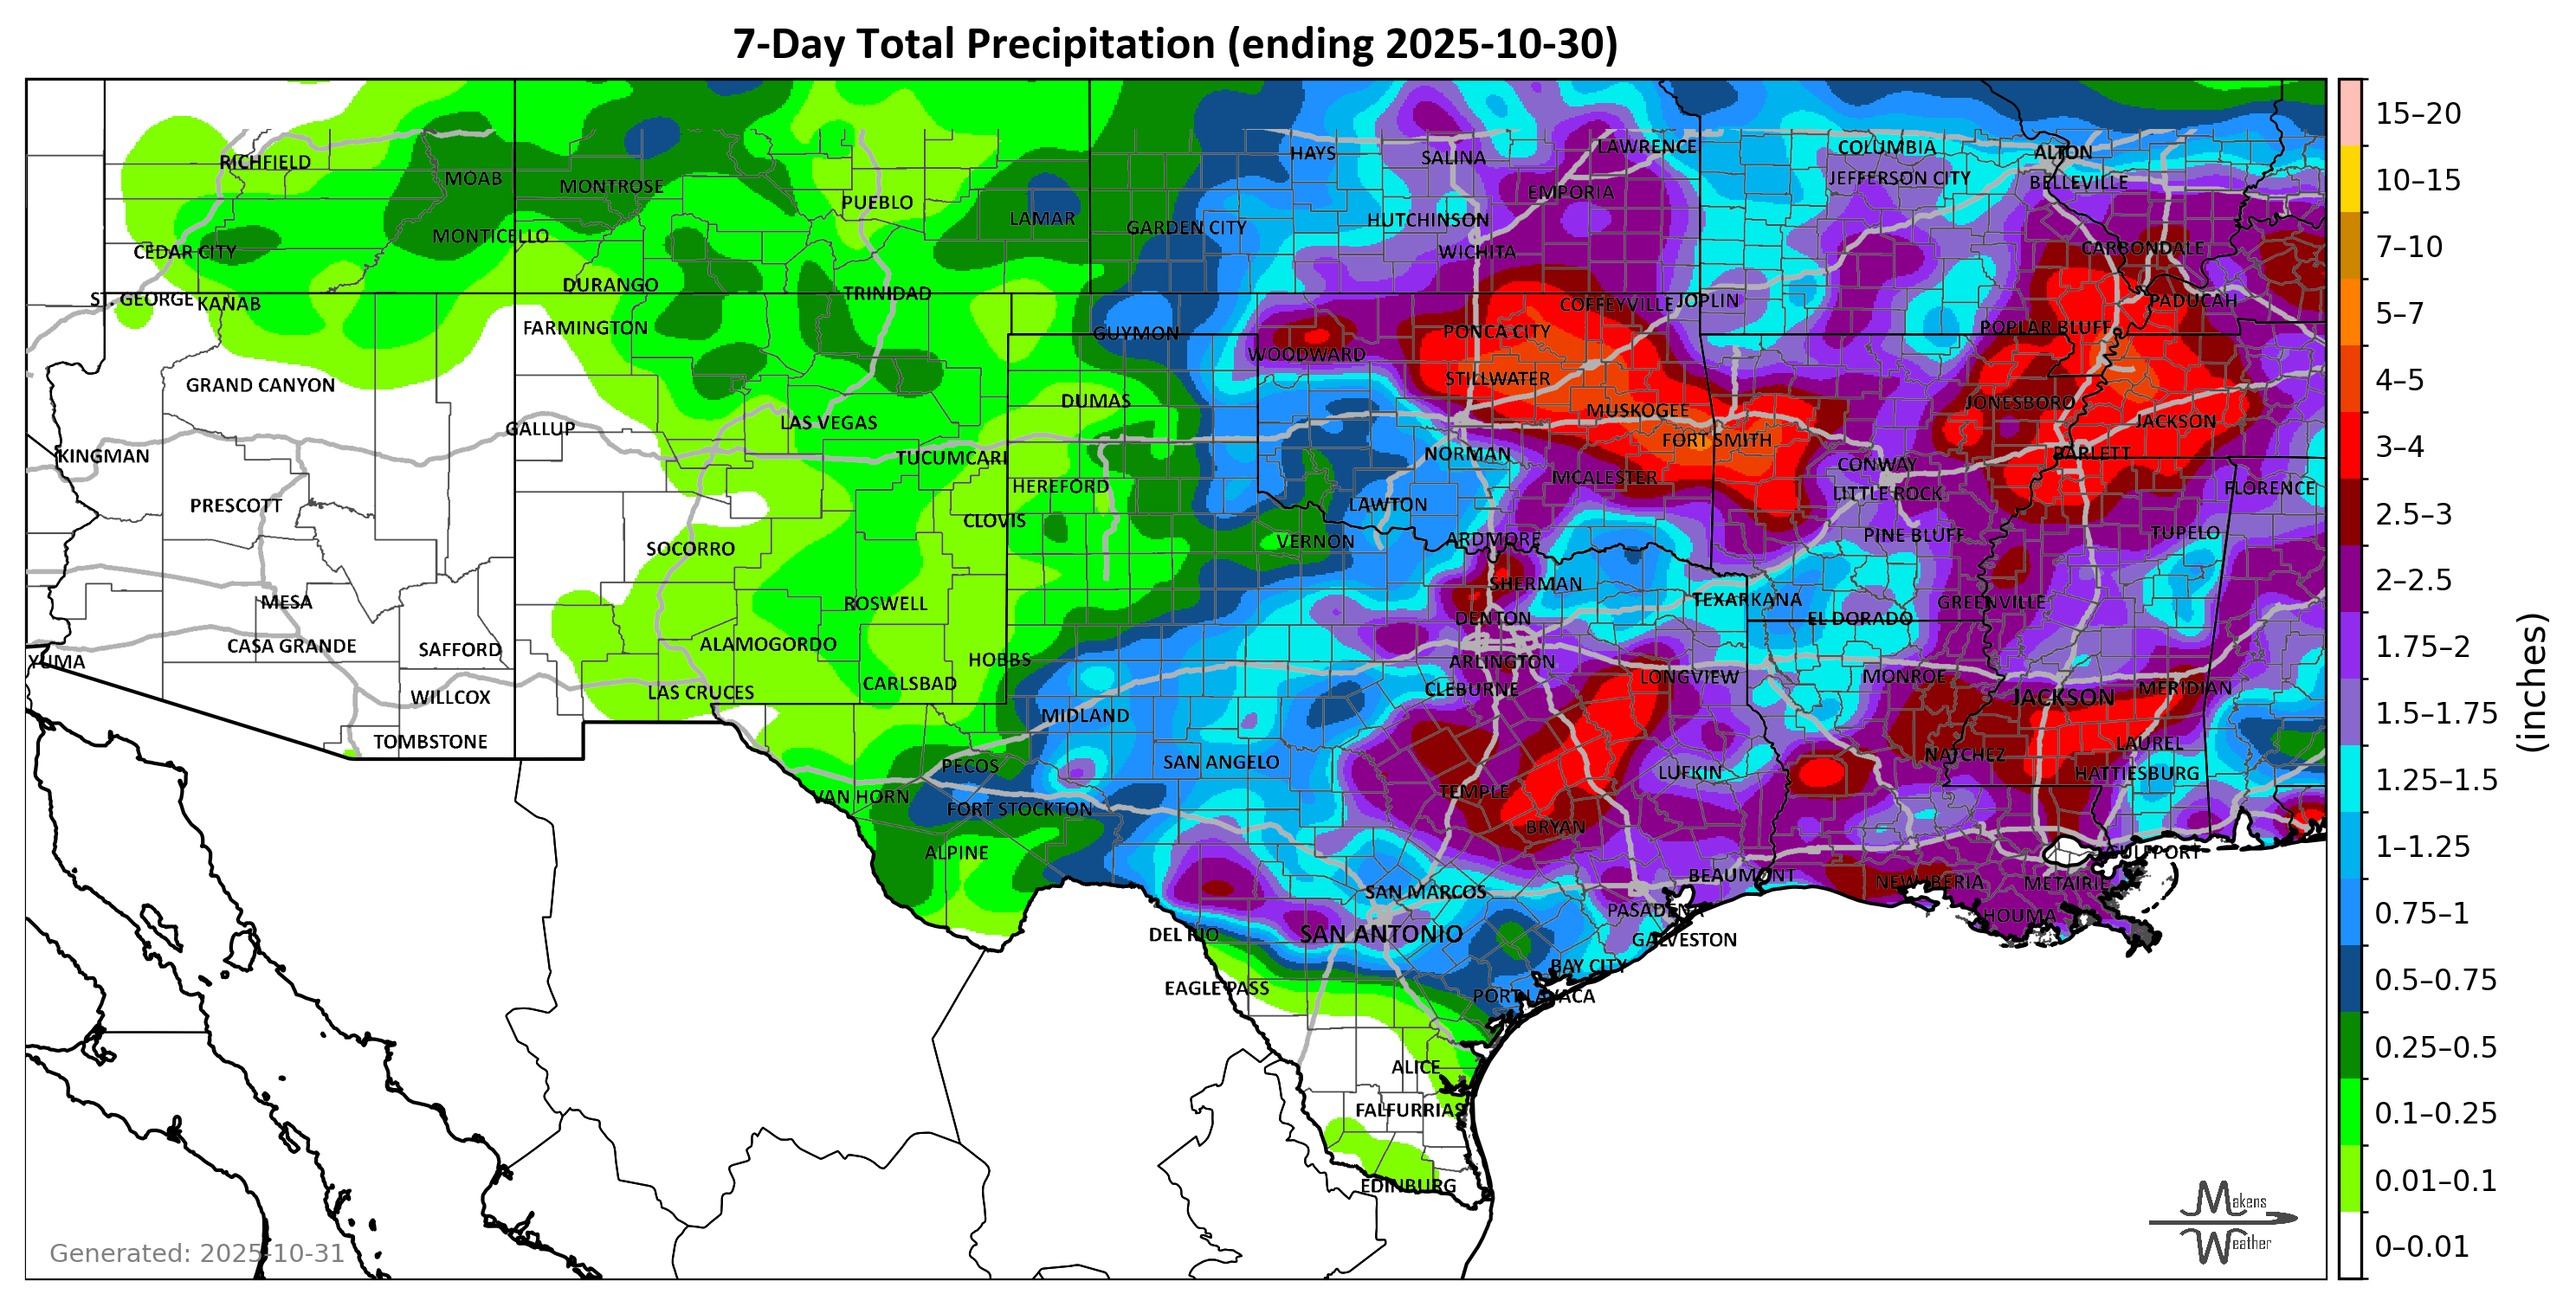 7-Day Total Precipitation (ending 2025-10-30)
HAYS
SALINA
LAWRENCE
COLUMBIA
ALTON
RICHFIELD
MOAB
MONTROSE
EMPORIA
JEFFERSON CITY
BELLEVILLE
PUEBLO
LAMAR
GARDEN CITY
HUTCHINSON
MONTICELLO
CEDAR CITY
WICHITA
CARBONDALE
DURANGO
TRINIDAD
ST. GEORGE
KANAB
COFFEYVILLE
JOPLIN
PADUCAH
FARMINGTON
GUYMON
PONCA CITY
POPLAR BLUFF
WOODWARD
GRAND CANYON
STILLWATER
DUMAS
MUSKOGEE
JONESBORO
JACKSON
GALLUP
LAS VEGAS
FORT SMITH
KINGMAN
TUCUMCARI
NORMAN
BARLETT
CONWAY
HEREFORD
MCALESTER
LITTLE ROCK
FLORENCE
PRESCOTT
LAWTON
CLOVIS
PINE BLUFF
TUPELO
SOCORRO
VERNON
ARDMORE
SHERMAN
MESA
ROSWELL
TEXARKANA
GREENVILLE
DENTON
EL DORADO
CASA GRANDE
SAFFORD
ALAMOGORDO
HOBBS
ARLINGTON
YUMA
CARLSBAD
CLEBURNE
LONGVIEW
MONROE
MERIDIAN
WILLCOX
LAS CRUCES
JACKSON
MIDLAND
TOMBSTONE
PECOS
SAN ANGELO
NATCHEZ
LAUREL
LUFKIN
HATTIESBURG
VAN HORN
FORT STOCKTON
TEMPLE
BRYAN
ALPINE
GULFPORT
SAN MARCOS
BEAUMONT
NEW IBERIA
METAIRIE
PASADENA
HOUMA
DEL RIO
SAN ANTONIO
GALVESTON
BAY CITY
EAGLE PASS
PORT LAVACA
ALICE
FALFURRIAS
EDINBURG
15–20
10–15
7–10
5–7
4–5
3–4
2.5–3
2–2.5
1.75–2
1.5–1.75
1.25–1.5
1–1.25
0.75–1
0.5–0.75
0.25–0.5
0.1–0.25
0.01–0.1
0–0.01
(inches)
Generated: 2025-10-31
Makens
Weather